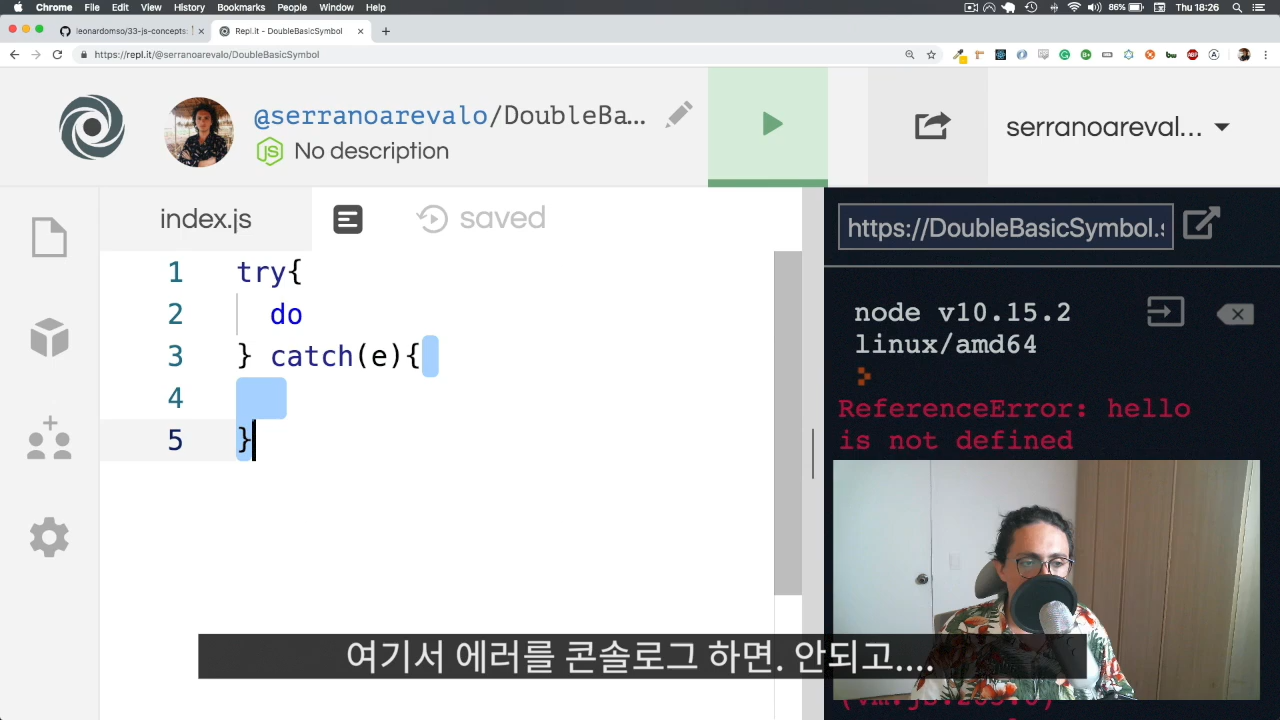 Chrome File Edit View History Bookmarks People Window Help 86% Thu 18:26
leonardomso/33-js-concepts: Repl.it - DoubleBasicSymbol
https://repl.it/@serranoarevalo/DoubleBasicSymbol
@serranoarevalo/DoubleBa...
No description
serranoareval...
index.js
saved
https://DoubleBasicSymbol.s
1 try{
2 do
3 } catch(e){
4
5 }
node v10.15.2
linux/amd64
ReferenceError: hello
is not defined
여기서 에러를 콘솔로그 하면. 안되고....